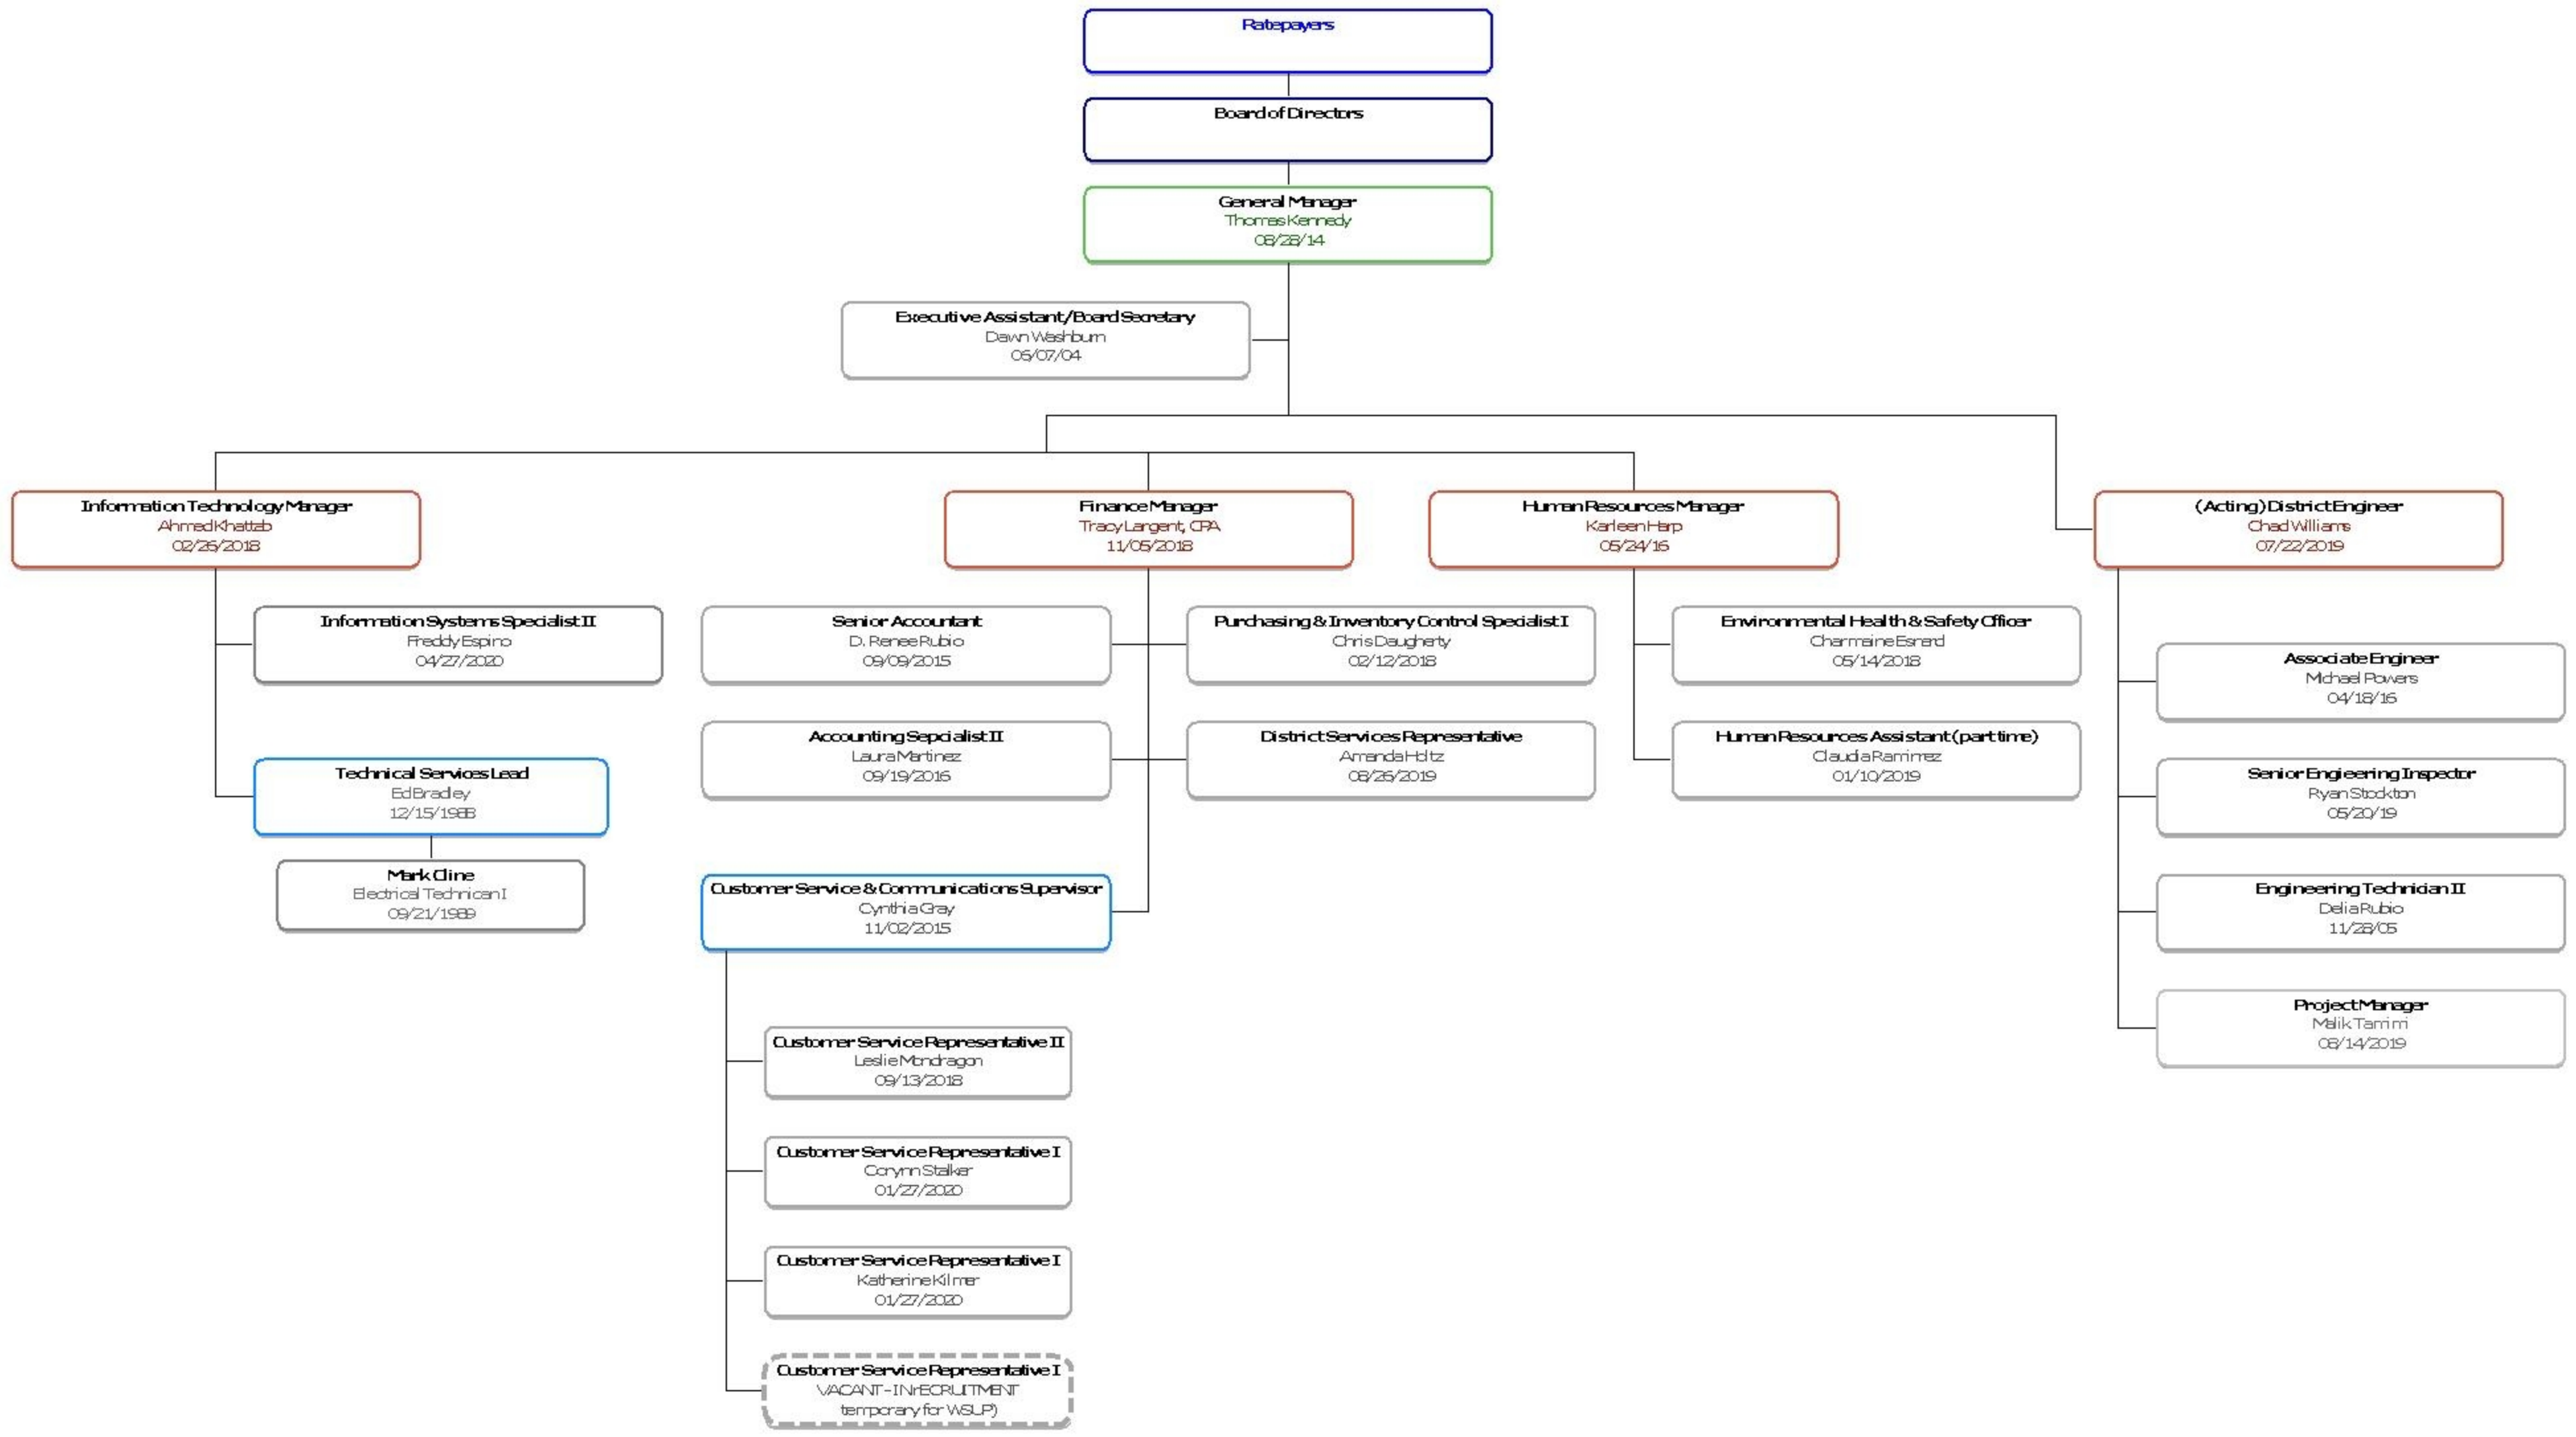 Ratepayers
Board of Directors
General Manager
Thomas Kennedy
08/28/14
Executive Assistant/Board Secretary
Dawn Washburn
06/07/04
Information Technology Manager
Ahmed Khattab
02/26/2018
Finance Manager
Tracy Largent, CPA
11/05/2018
Human Resources Manager
Karleen Harp
05/24/16
(Acting) District Engineer
Chad Williams
07/22/2019
Information Systems Specialist II
Freddy Espino
04/27/2020
Senior Accountant
D. Renee Rubio
09/09/2015
Purchasing & Inventory Control Specialist I
Chris Daugherty
02/12/2018
Environmental Health & Safety Officer
Charmaine Esnard
05/14/2018
Associate Engineer
Michael Powers
04/18/16
Technical Services Lead
Ed Bradley
12/15/1988
Accounting Sepcialist II
Laura Martinez
09/19/2016
District Services Representative
Amanda Holtz
08/26/2019
Human Resources Assistant (part time)
Claudia Ramirmez
01/10/2019
Senior Engieering Inspector
Ryan Stockton
05/20/19
Mark Cline
Electrical Technican I
09/21/1989
Customer Service & Communications Supervisor
Cynthia Gray
11/02/2015
Engineering Technician II
Delia Rubio
11/28/05
Project Manager
Malik Tamimi
08/14/2019
Customer Service Representative II
Leslie Mondragon
09/13/2018
Customer Service Representative I
Corynn Stalker
01/27/2020
Customer Service Representative I
Katherine Kilmer
01/27/2020
Customer Service Representative I
VACANT - IN rECRUITMENT
temporary for WSLP)